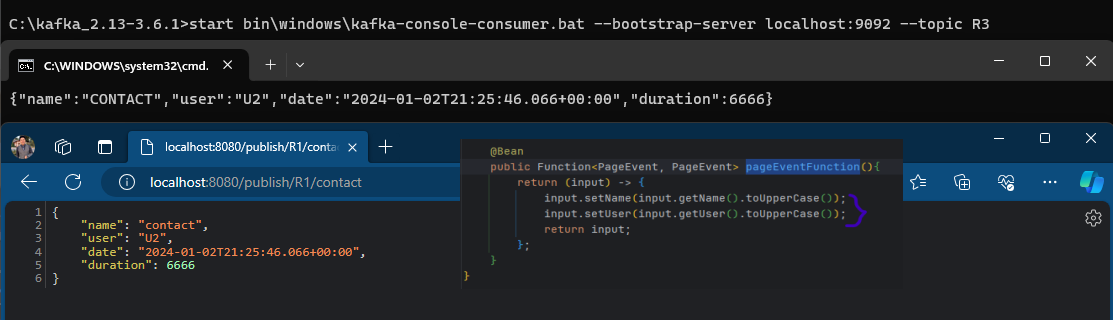 C:\kafka_2.13-3.6.1>start bin\windows\kafka-console-consumer.bat --bootstrap-server localhost:9092 --topic R3
C:\WINDOWS\system32\cmd.
{"name":"CONTACT","user":"U2","date":"2024-01-02T21:25:46.066+00:00","duration":6666}
localhost:8080/publish/R1/conta
localhost:8080/publish/R1/contact
1 {
2 "name": "contact",
3 "user": "U2",
4 "date": "2024-01-02T21:25:46.066+00:00",
5 "duration": 6666
6 }
@Bean
public Function<PageEvent, PageEvent> pageEventFunction(){
return (input) -> {
input.setName(input.getName().toUpperCase());
input.setUser(input.getUser().toUpperCase());
return input;
};
}
}